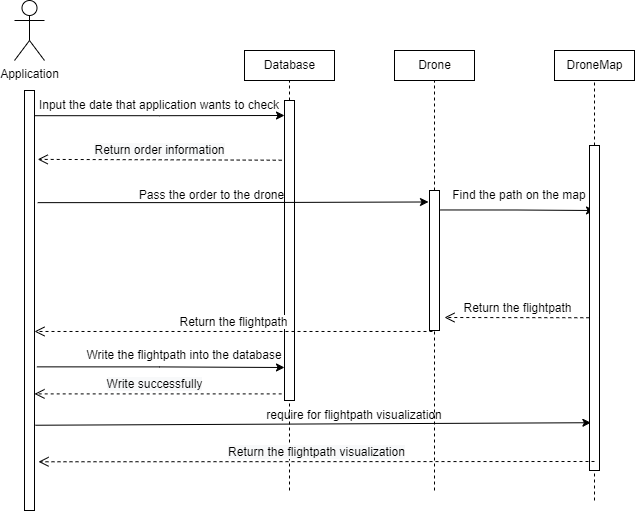 Database
Drone
DroneMap
Application
Input the date that application wants to check
Return order information
Pass the order to the drone
Find the path on the map
Return the flightpath
Return the flightpath
Write the flightpath into the database
Write successfully
require for flightpath visualization
Return the flightpath visualization